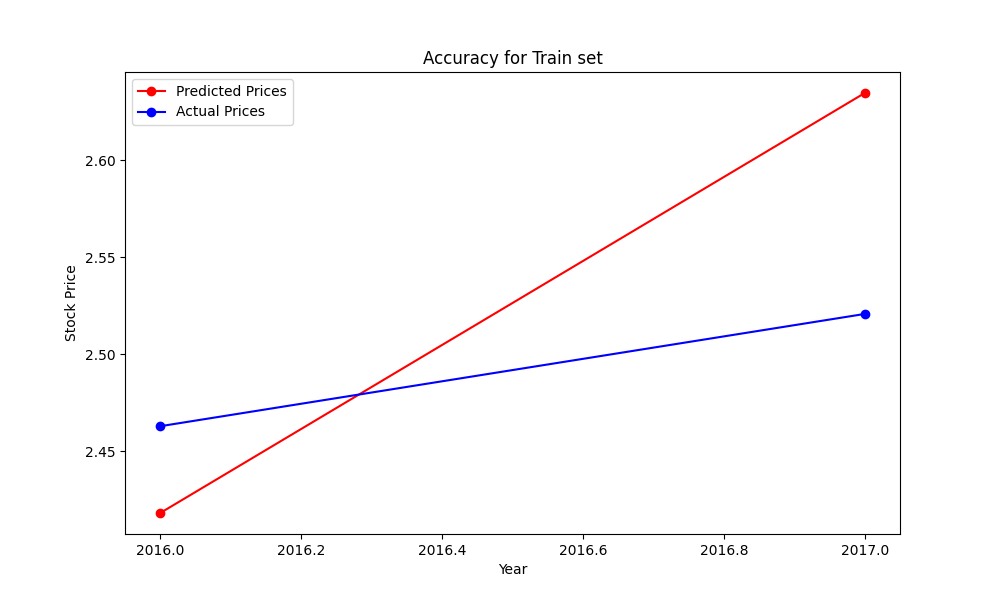 Accuracy for Train set
Predicted Prices
Actual Prices
2.60
2.55
2.50
2.45
Stock Price
2016.0 2016.2 2016.4 2016.6 2016.8 2017.0
Year